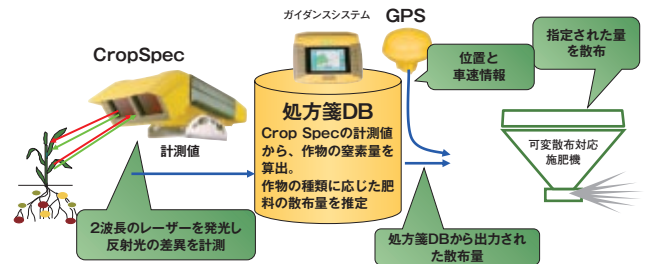 ガイダンスシステム
GPS
CropSpec
位置と
車速情報
指定された量
を散布
処方箋DB
Crop Specの計測値
から、作物の窒素量を
算出。
作物の種類に応じた肥
料の散布量を推定
計測値
可変散布対応
施肥機
2波長のレーザーを発光し
反射光の差異を計測
処方箋DBから出力され
た散布量